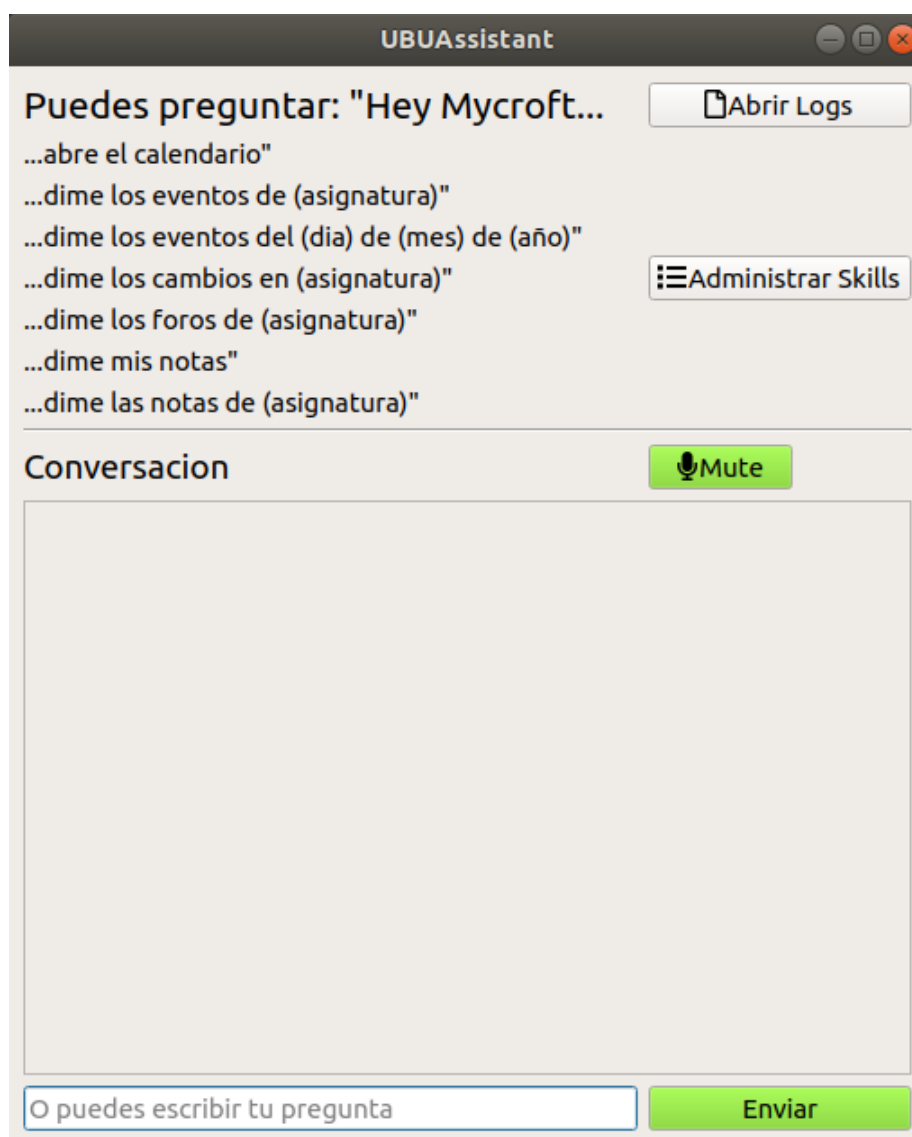 UBUAssistant
Puedes preguntar: "Hey Mycroft...
Abrir Logs
...abre el calendario"
...dime los eventos de (asignatura)"
...dime los eventos del (dia) de (mes) de (año)"
...dime los cambios en (asignatura)"
Administrar Skills
...dime los foros de (asignatura)"
...dime mis notas"
...dime las notas de (asignatura)"
Conversacion
Mute
O puedes escribir tu pregunta
Enviar